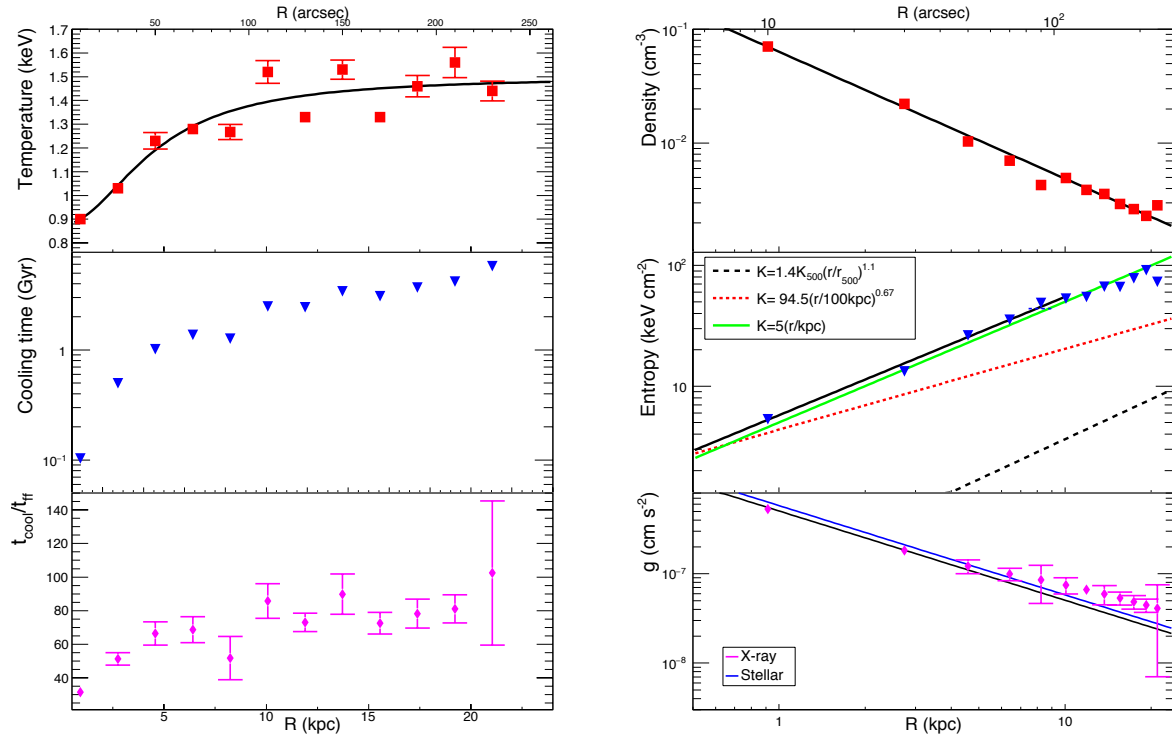 R (arcsec)
0 50 100 150 200 250
1.7
1.6
1.5
1.4
1.3
1.2
1.1
1
0.9
0.8
Temperature (keV)
1
10⁻¹
Cooling time (Gyr)
140
120
100
80
60
40
t_cool/t_ff
5 10 15 20
R (kpc)
R (arcsec)
10 10²
10⁻¹
10⁻²
Density (cm⁻³)
K=1.4K₅₀₀(r/r₅₀₀)^1.1
K= 94.5(r/100kpc)^0.67
K=5(r/kpc)
10²
10
Entropy (keV cm⁻²)
10⁻⁷
10⁻⁸
g (cm s⁻²)
X-ray
Stellar
1 10
R (kpc)